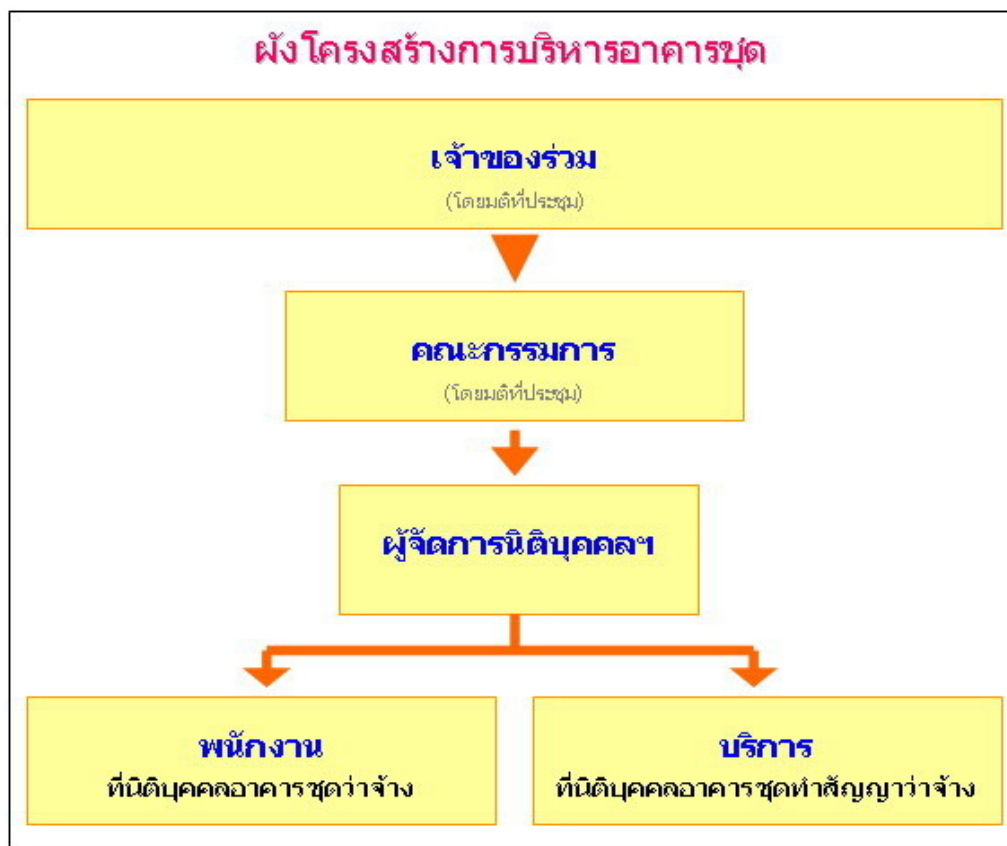 ผังโครงสร้างการบริหารอาคารชุด
เจ้าของร่วม
(โดยมติที่ประชุม)
คณะกรรมการ
(โดยมติที่ประชุม)
ผู้จัดการนิติบุคคลฯ
พนักงาน
ที่นิติบุคคลอาคารชุดว่าจ้าง
บริการ
ที่นิติบุคคลอาคารชุดทำสัญญาว่าจ้าง